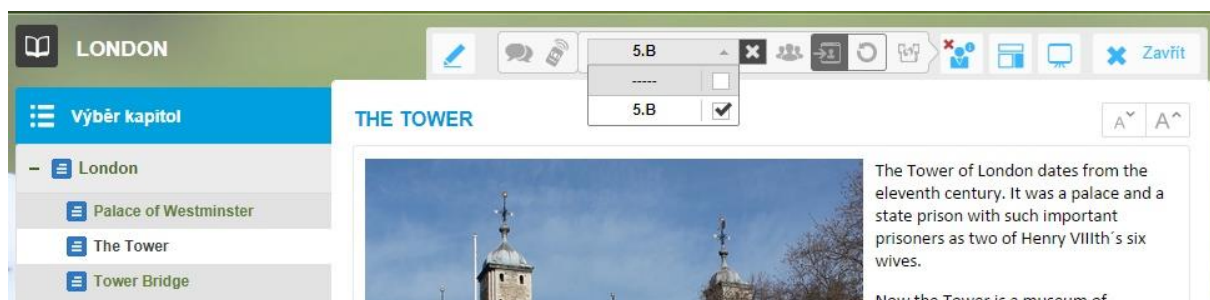 LONDON
5.B
Zavřít
-----
5.B
Výběr kapitol
THE TOWER
A˅ A^
London
Palace of Westminster
The Tower
Tower Bridge
The Tower of London dates from the
eleventh century. It was a palace and a
state prison with such important
prisoners as two of Henry VIIIth´s six
wives.
Now the Tower is a museum of